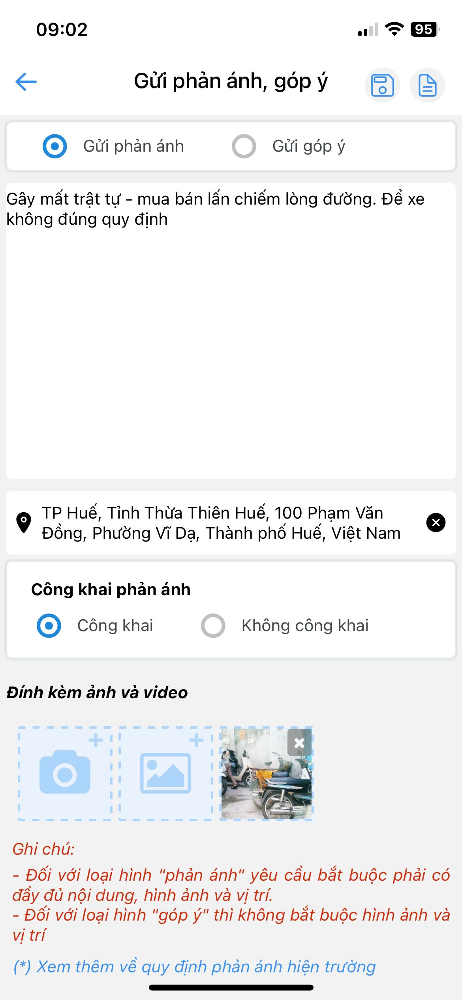 09:02
95
Gửi phản ánh, góp ý
Gửi phản ánh
Gửi góp ý
Gây mất trật tự - mua bán lấn chiếm lòng đường. Để xe
không đúng quy định
TP Huế, Tỉnh Thừa Thiên Huế, 100 Phạm Văn
Đồng, Phường Vĩ Dạ, Thành phố Huế, Việt Nam
Công khai phản ánh
Công khai
Không công khai
Đính kèm ảnh và video
Ghi chú:
- Đối với loại hình "phản ánh" yêu cầu bắt buộc phải có
đầy đủ nội dung, hình ảnh và vị trí.
- Đối với loại hình "góp ý" thì không bắt buộc hình ảnh và
vị trí
(*) Xem thêm về quy định phản ánh hiện trường